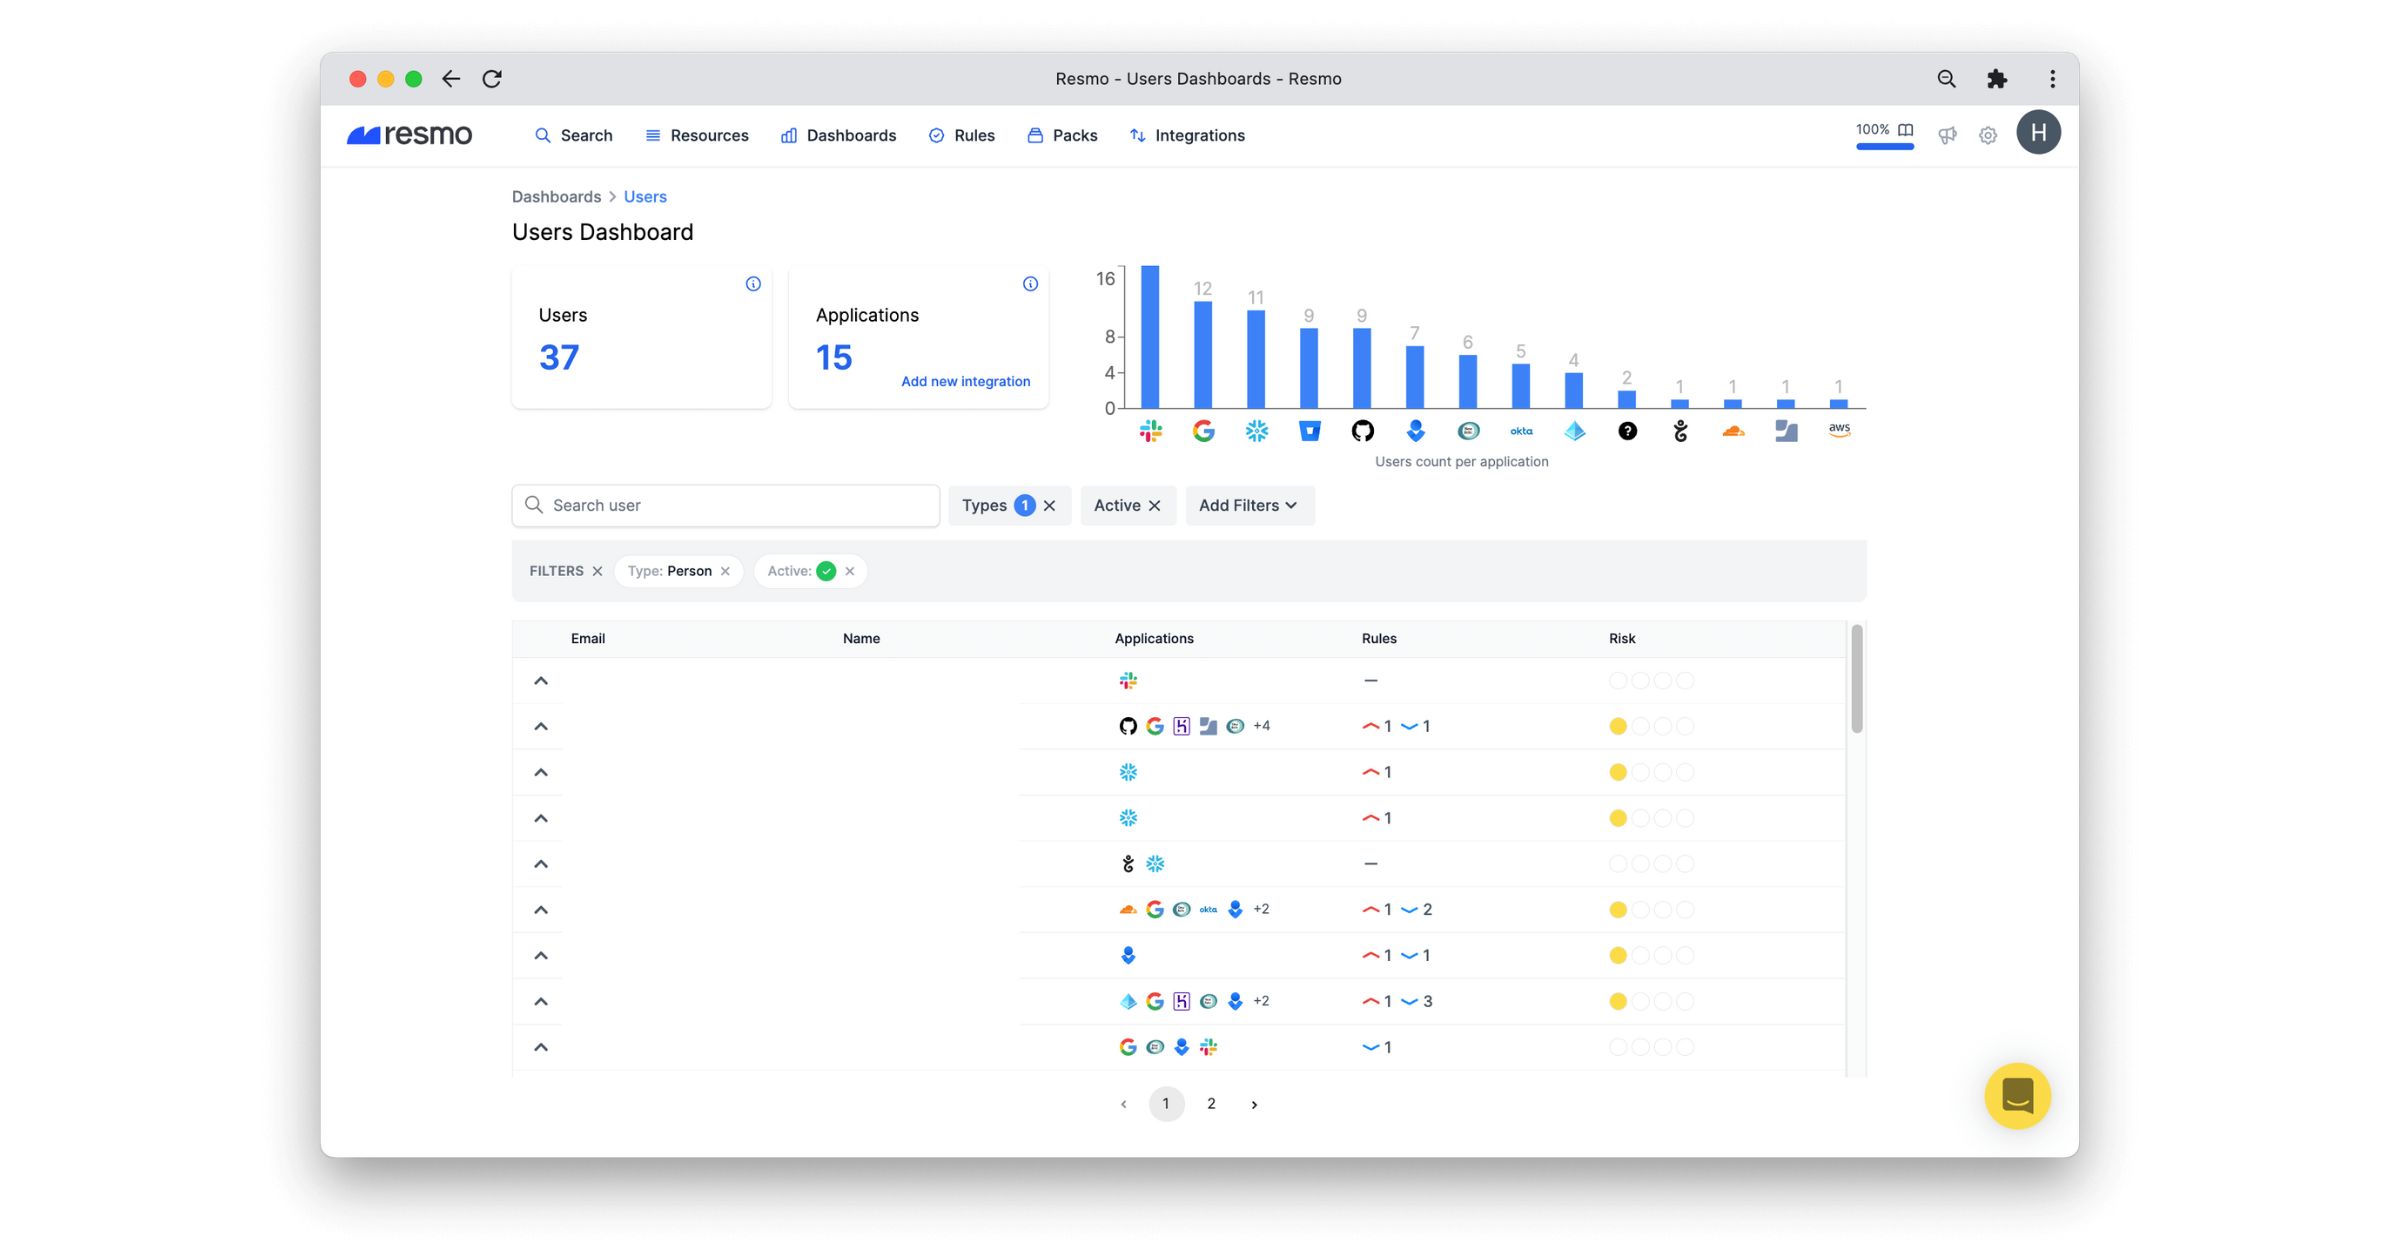 Resmo - Users Dashboards - Resmo
resmo Search Resources Dashboards Rules Packs Integrations 100% H
Dashboards > Users
Users Dashboard
Users
37
Applications
15
Add new integration
16
8
4
0
12 11 9 9 7 6 5 4 2 1 1 1 1
okta ? aws
Users count per application
Search user Types 1 Active Add Filters
FILTERS Type: Person Active:
Email Name Applications Rules Risk
+4 1 1
1
1
okta +2 1 2
1 1
+2 1 3
1
1 2